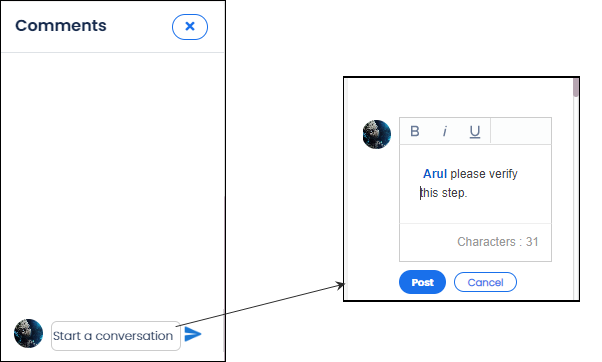 Comments
Start a conversation
B i U
Arul please verify
this step.
Characters : 31
Post Cancel